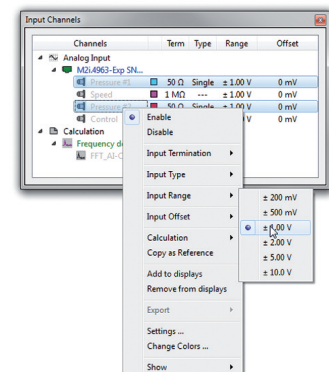 Input Channels
Channels Term Type Range Offset
Analog Input
M2i.4963-Exp SN...
Pressure #1 50 Ω Single ± 1.00 V 0 mV
Speed 1 MΩ --- ± 1.00 V 0 mV
Pressure 50 Ω Single ± 1.00 V 0 mV
Control V 0 mV
Calculation
Frequency
FFT_AI-C
Enable
Disable
Input Termination
Input Type
Input Range
Input Offset
Calculation
Copy as Reference
Add to displays
Remove from displays
Export
Settings ...
Change Colors ...
Show
± 200 mV
± 500 mV
± 1.00 V
± 2.00 V
± 5.00 V
± 10.0 V